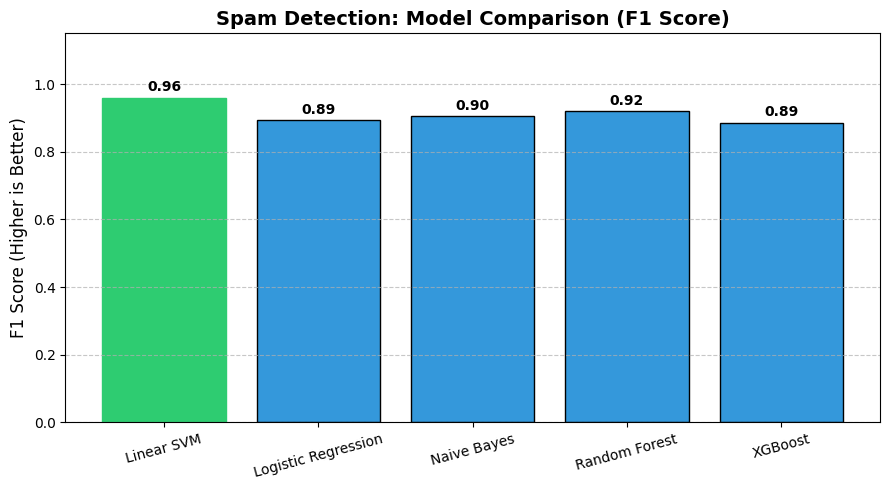 Spam Detection: Model Comparison (F1 Score)
F1 Score (Higher is Better)
1.0
0.8
0.6
0.4
0.2
0.0
0.96
0.89
0.90
0.92
0.89
Linear SVM
Logistic Regression
Naive Bayes
Random Forest
XGBoost